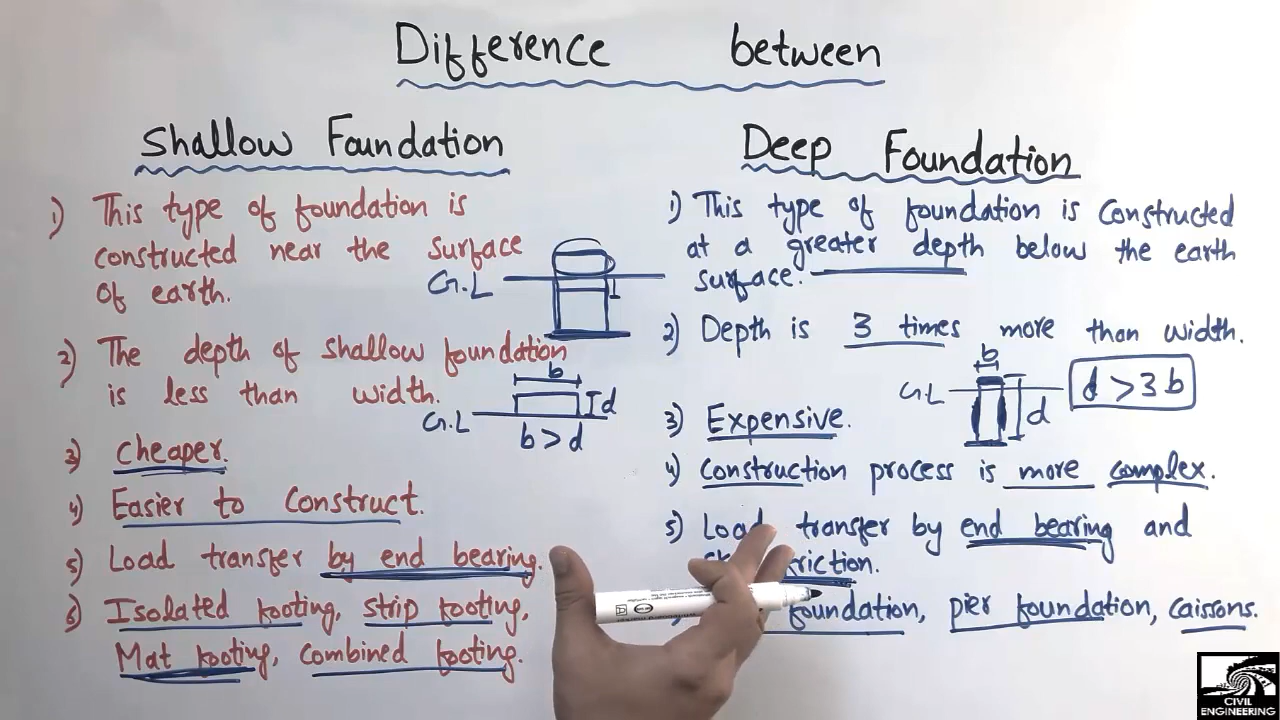 Difference between
Shallow Foundation
1) This type of foundation is
constructed near the surface
of earth.
G.L
2) The depth of shallow foundation
is less than width.
b
d
G.L
b > d
3) Cheaper.
4) Easier to Construct.
5) Load transfer by end bearing.
6) Isolated footing, strip footing,
Mat footing, combined footing.
Deep Foundation
1) This type of foundation is constructed
at a greater depth below the earth
surface.
2) Depth is 3 times more than width.
b
G.L
d
d > 3b
3) Expensive.
4) Construction process is more complex.
5) Load transfer by end bearing and
friction.
foundation, pier foundation, caissons.
CIVIL
ENGINEERING